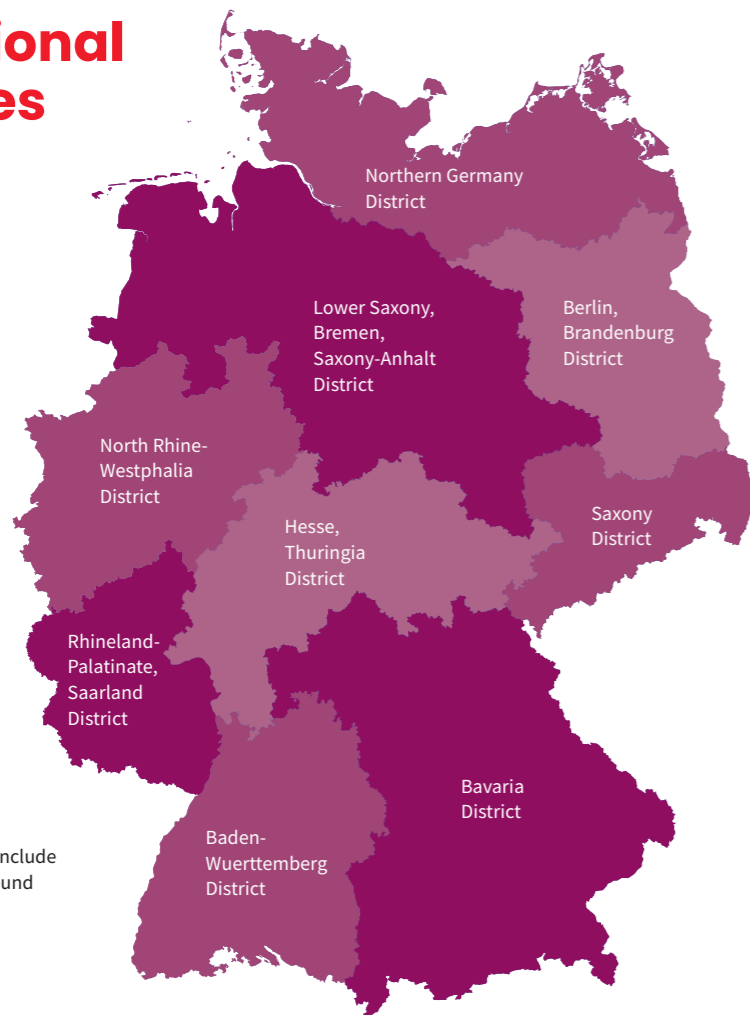 ional
es
Northern Germany
District
Lower Saxony,
Bremen,
Saxony-Anhalt
District
Berlin,
Brandenburg
District
North Rhine-
Westphalia
District
Hesse,
Thuringia
District
Saxony
District
Rhineland-
Palatinate,
Saarland
District
Bavaria
District
Baden-
Wuerttemberg
District
nclude
und